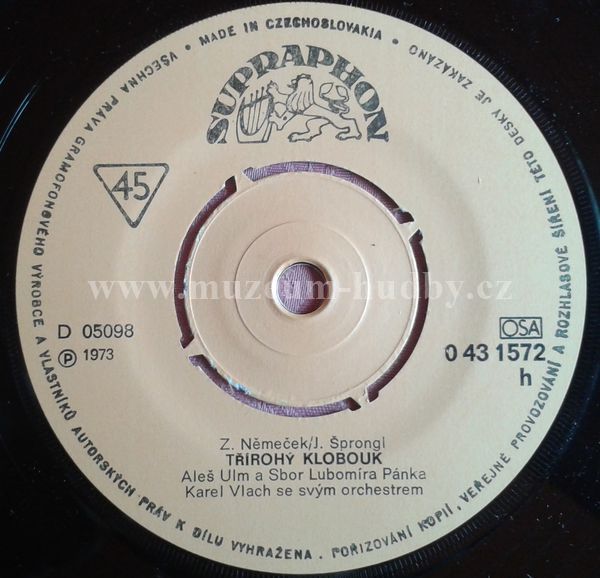 VŠECHNA PRÁVA GRAMOFONOVÉHO VÝROBCE A VLASTNÍKŮ AUTORSKÝCH PRÁV K DÍLU VYHRAŽENA. POŘIZOVÁNÍ KOPIÍ, VEŘEJNÉ PROVOZOVÁNÍ A ROZHLASOVÉ ŠÍŘENÍ TÉTO DESKY JE ZAKÁZÁNO • MADE IN CZECHOSLOVAKIA •
SUPRAPHON
45
www.muzeum-hudby.cz
D 05098
OSA
Ⓟ 1973
0 43 1572
h
Z. Němeček/J. Šprongl
TŘÍROHÝ KLOBOUK
Aleš Ulm a Sbor Lubomíra Pánka
Karel Vlach se svým orchestrem